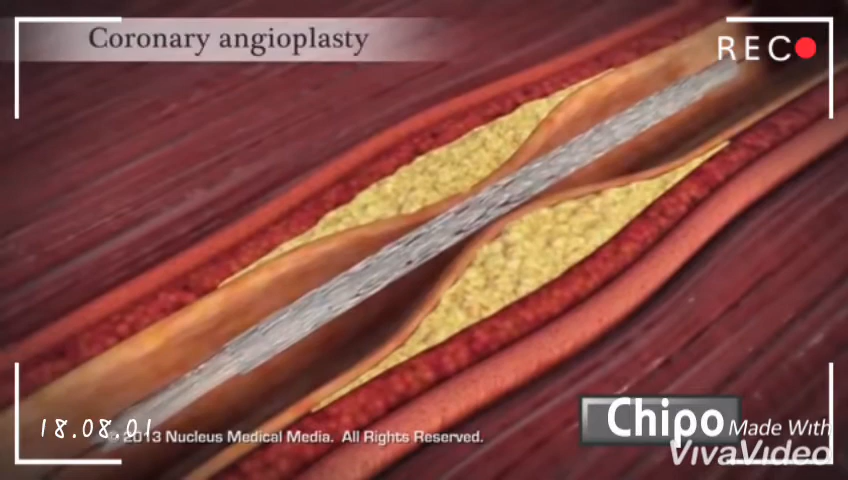 Coronary angioplasty
REC
18.08.01
© 2013 Nucleus Medical Media. All Rights Reserved.
Chipo
Made With
VivaVideo